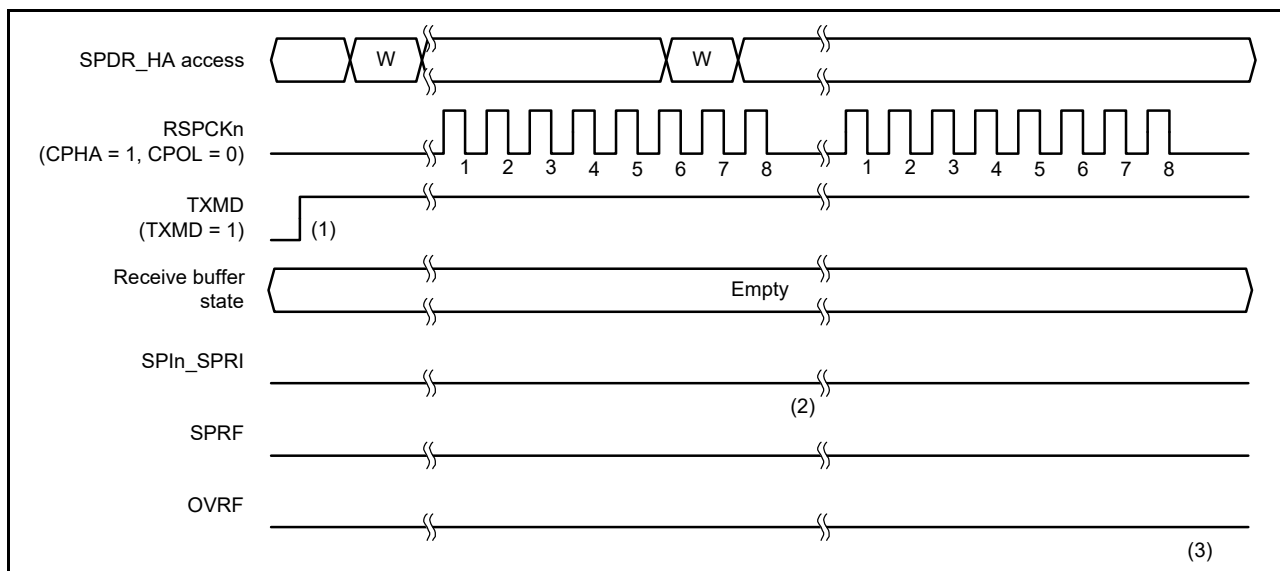 SPDR_HA access
W
W
RSPCKn
(CPHA = 1, CPOL = 0)
1 2 3 4 5 6 7 8
1 2 3 4 5 6 7 8
TXMD
(TXMD = 1)
(1)
Receive buffer
state
Empty
SPIn_SPRI
(2)
SPRF
OVRF
(3)